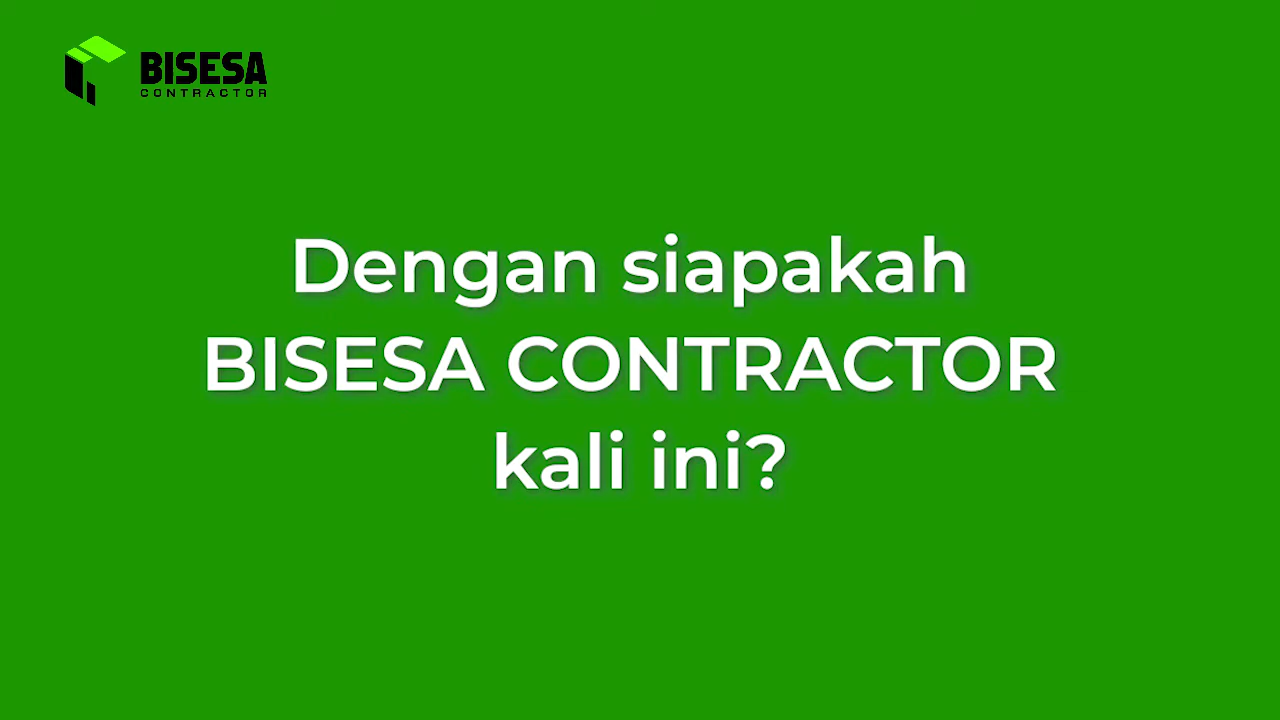 BISESA
CONTRACTOR
Dengan siapakah
BISESA CONTRACTOR
kali ini?